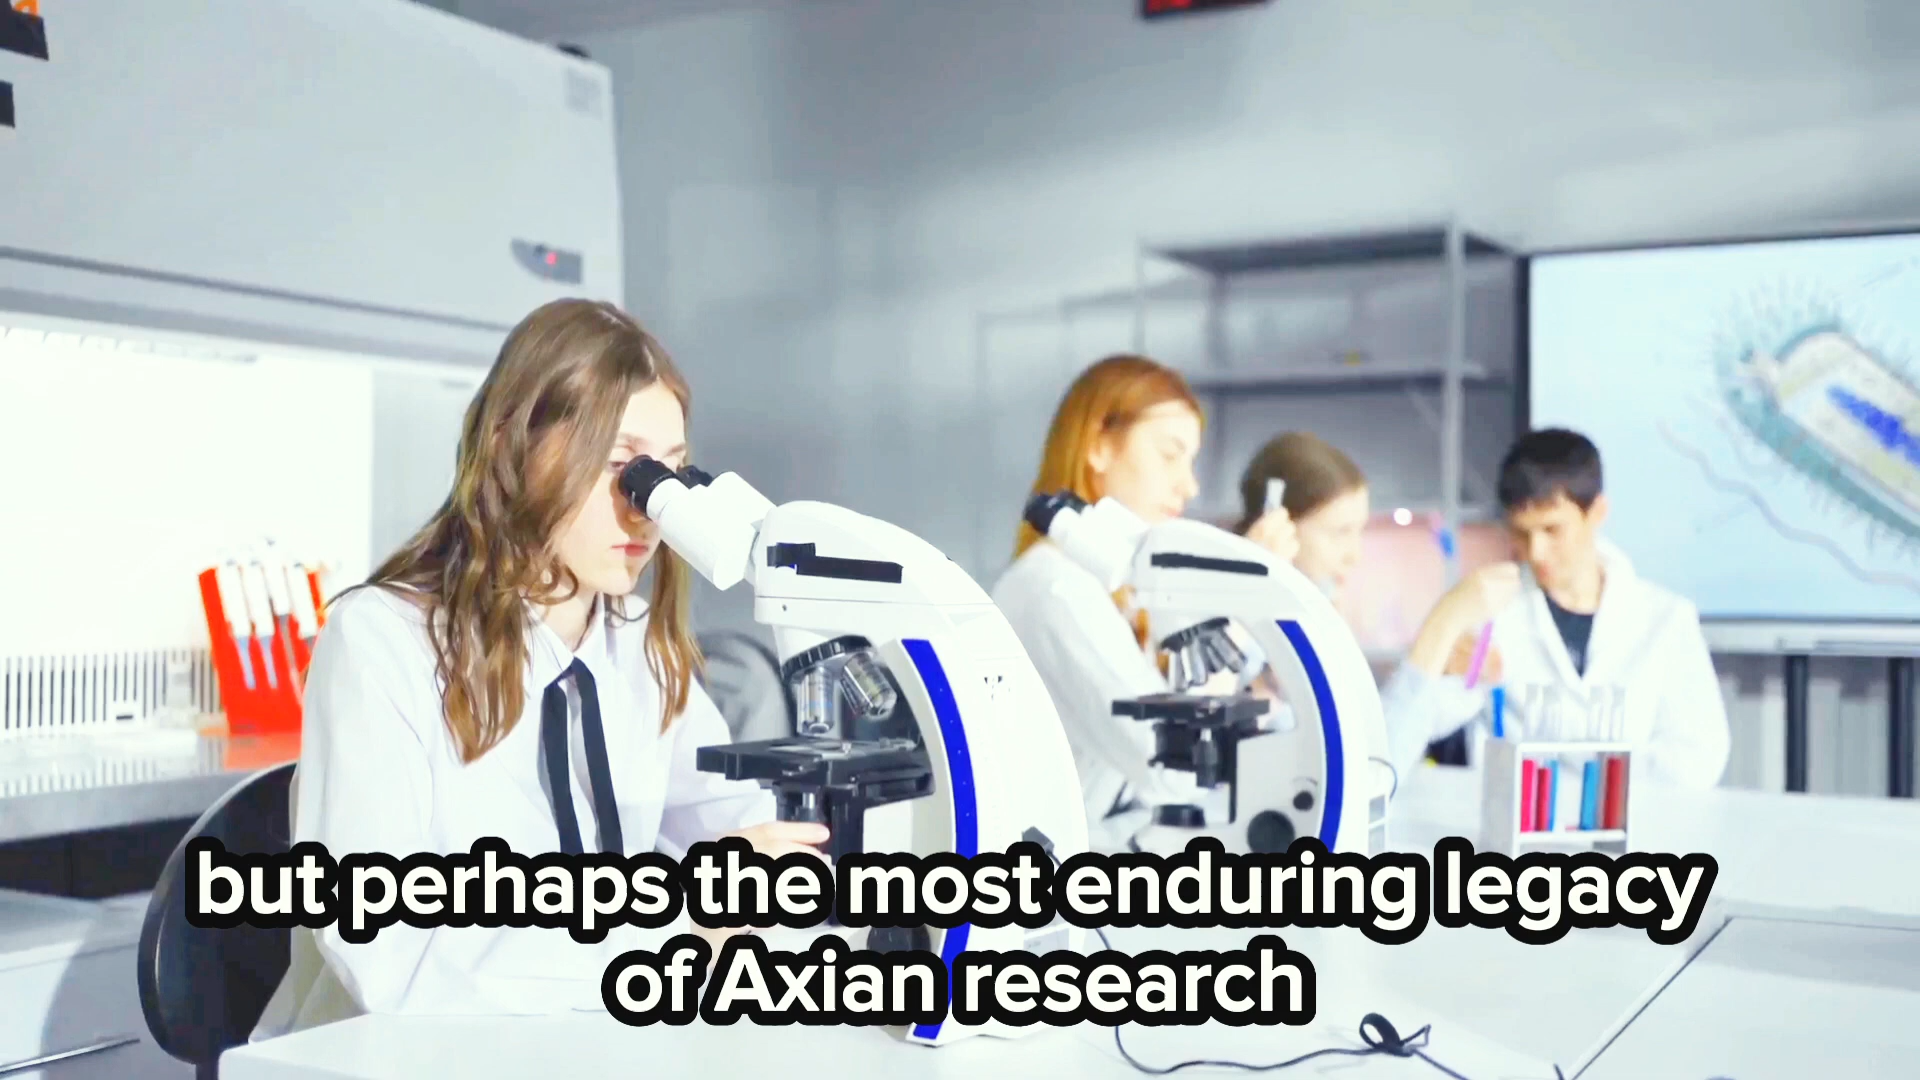 but perhaps the most enduring legacy
of Axian research